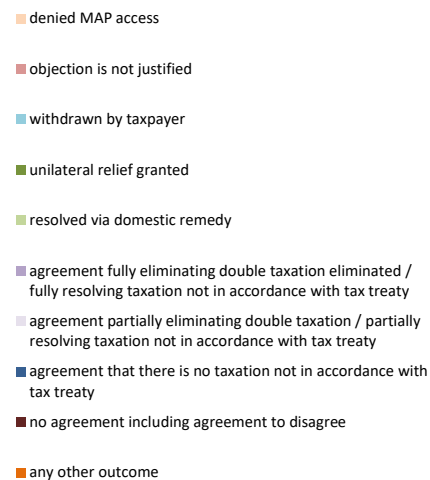 denied MAP access
objection is not justified
withdrawn by taxpayer
unilateral relief granted
resolved via domestic remedy
agreement fully eliminating double taxation eliminated /
fully resolving taxation not in accordance with tax treaty
agreement partially eliminating double taxation / partially
resolving taxation not in accordance with tax treaty
agreement that there is no taxation not in accordance with
tax treaty
no agreement including agreement to disagree
any other outcome